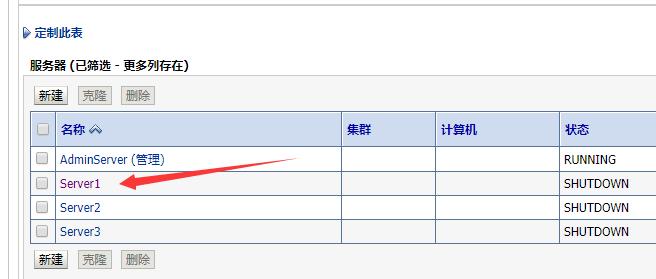 定制此表
服务器 (已筛选 - 更多列存在)
新建 克隆 删除
名称 集群 计算机 状态
AdminServer (管理) RUNNING
Server1 SHUTDOWN
Server2 SHUTDOWN
Server3 SHUTDOWN
新建 克隆 删除